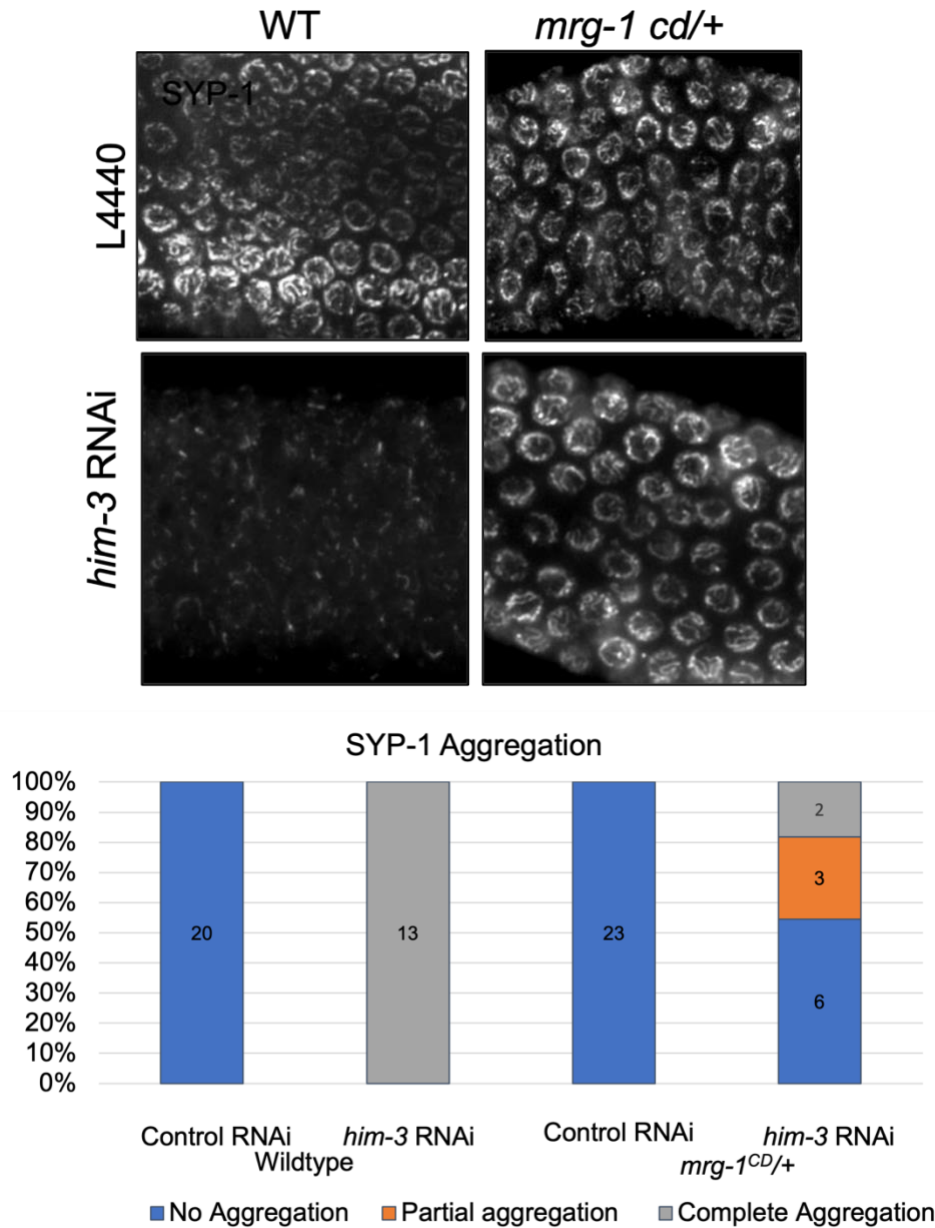 WT mrg-1 cd/+
SYP-1
L4440
him-3 RNAi
SYP-1 Aggregation
100%
90%
80%
70%
60%
50%
40%
30%
20%
10%
0%
20
13
23
2
3
6
Control RNAi him-3 RNAi Control RNAi him-3 RNAi
Wildtype mrg-1CD/+
No Aggregation Partial aggregation Complete Aggregation